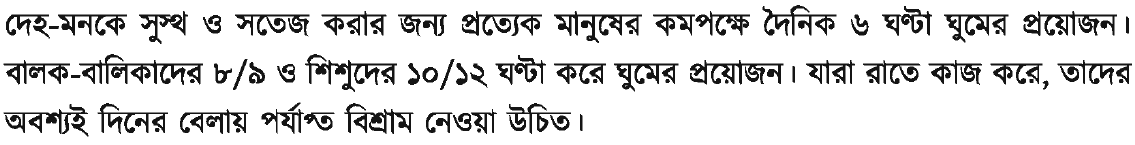 দেহ-মনকে সুস্থ ও সতেজ করার জন্য প্রত্যেক মানুষের কমপক্ষে দৈনিক ৬ ঘণ্টা ঘুমের প্রয়োজন।
বালক-বালিকাদের ৮/৯ ও শিশুদের ১০/১২ ঘণ্টা করে ঘুমের প্রয়োজন। যারা রাতে কাজ করে, তাদের
অবশ্যই দিনের বেলায় পর্যাপ্ত বিশ্রাম নেওয়া উচিত।